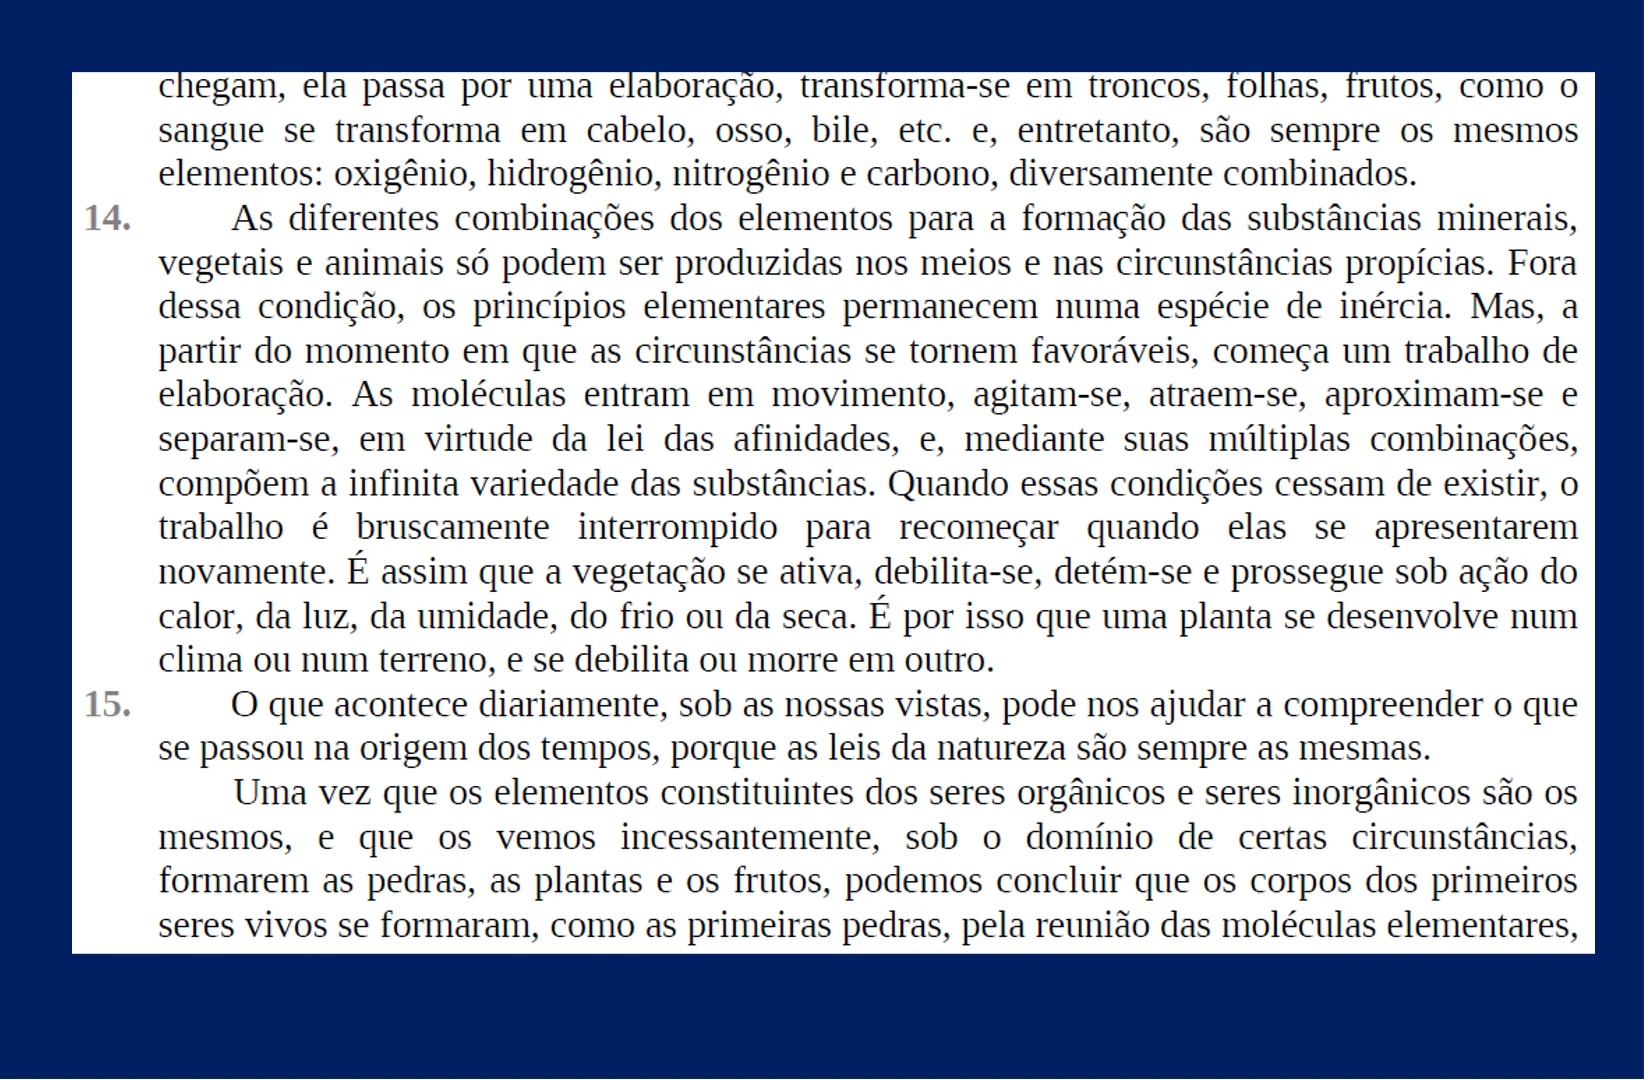 chegam, ela passa por uma elaboração, transforma-se em troncos, folhas, frutos, como o
sangue se transforma em cabelo, osso, bile, etc. e, entretanto, são sempre os mesmos
elementos: oxigênio, hidrogênio, nitrogênio e carbono, diversamente combinados.
14. As diferentes combinações dos elementos para a formação das substâncias minerais,
vegetais e animais só podem ser produzidas nos meios e nas circunstâncias propícias. Fora
dessa condição, os princípios elementares permanecem numa espécie de inércia. Mas, a
partir do momento em que as circunstâncias se tornem favoráveis, começa um trabalho de
elaboração. As moléculas entram em movimento, agitam-se, atraem-se, aproximam-se e
separam-se, em virtude da lei das afinidades, e, mediante suas múltiplas combinações,
compõem a infinita variedade das substâncias. Quando essas condições cessam de existir, o
trabalho é bruscamente interrompido para recomeçar quando elas se apresentarem
novamente. É assim que a vegetação se ativa, debilita-se, detém-se e prossegue sob ação do
calor, da luz, da umidade, do frio ou da seca. É por isso que uma planta se desenvolve num
clima ou num terreno, e se debilita ou morre em outro.
15. O que acontece diariamente, sob as nossas vistas, pode nos ajudar a compreender o que
se passou na origem dos tempos, porque as leis da natureza são sempre as mesmas.
Uma vez que os elementos constituintes dos seres orgânicos e seres inorgânicos são os
mesmos, e que os vemos incessantemente, sob o domínio de certas circunstâncias,
formarem as pedras, as plantas e os frutos, podemos concluir que os corpos dos primeiros
seres vivos se formaram, como as primeiras pedras, pela reunião das moléculas elementares,